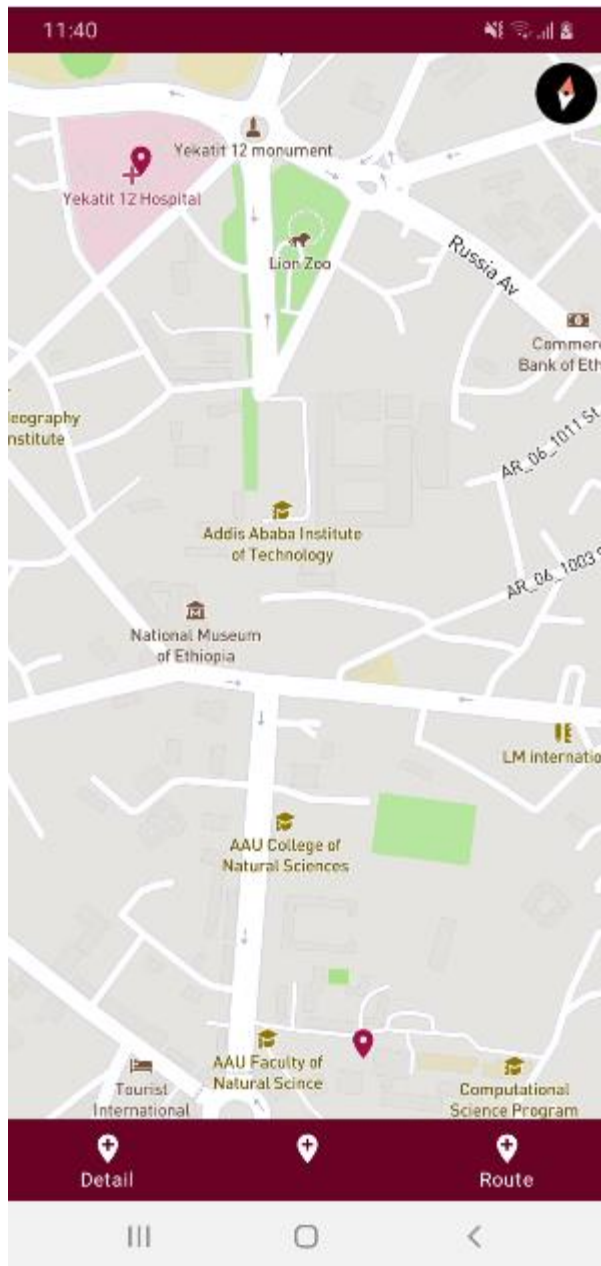 11:40
Yekatit 12 monument
Yekatit 12 Hospital
Lion Zoo
Russia Av
Commerc
Bank of Eth
leography
nstitute
AR_06_1011 St
Addis Ababa Institute
of Technology
AR_06_1003 S
National Museum
of Ethiopia
LM internatio
AAU College of
Natural Sciences
AAU Faculty of
Natural Scince
Tourist
International
Computational
Science Program
Detail
Route